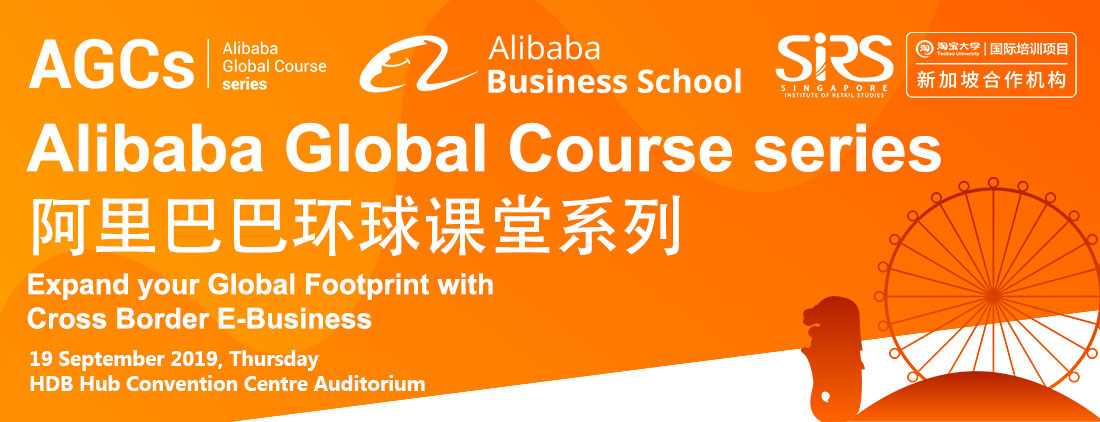 AGCs
Alibaba
Global Course
series
Alibaba
Business School
SIRS
SINGAPORE
INSTITUTE OF RETAIL STUDIES
淘 淘宝大学 | 国际培训项目
Taobao University
新加坡合作机构
Alibaba Global Course series
阿里巴巴环球课堂系列
Expand your Global Footprint with
Cross Border E-Business
19 September 2019, Thursday
HDB Hub Convention Centre Auditorium